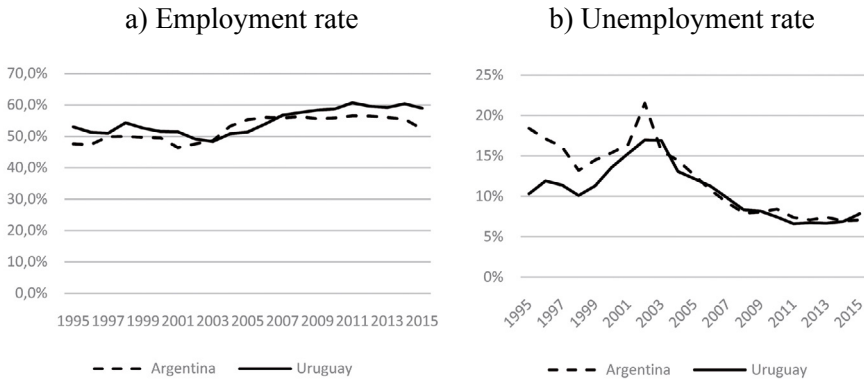 a) Employment rate
70,0%
60,0%
50,0%
40,0%
30,0%
20,0%
10,0%
0,0%
1995 1997 1999 2001 2003 2005 2007 2009 2011 2013 2015
Argentina Uruguay
b) Unemployment rate
25%
20%
15%
10%
5%
0%
1995 1997 1999 2001 2003 2005 2007 2009 2011 2013 2015
Argentina Uruguay